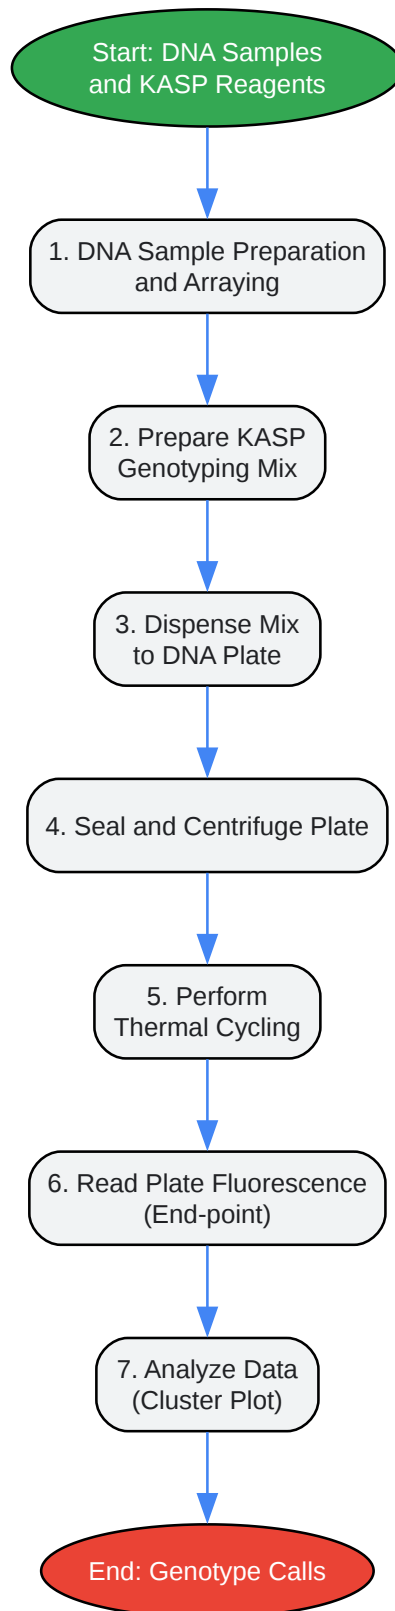 Start: DNA Samples
and KASP Reagents
1. DNA Sample Preparation
and Arraying
2. Prepare KASP
Genotyping Mix
3. Dispense Mix
to DNA Plate
4. Seal and Centrifuge Plate
5. Perform
Thermal Cycling
6. Read Plate Fluorescence
(End-point)
7. Analyze Data
(Cluster Plot)
End: Genotype Calls